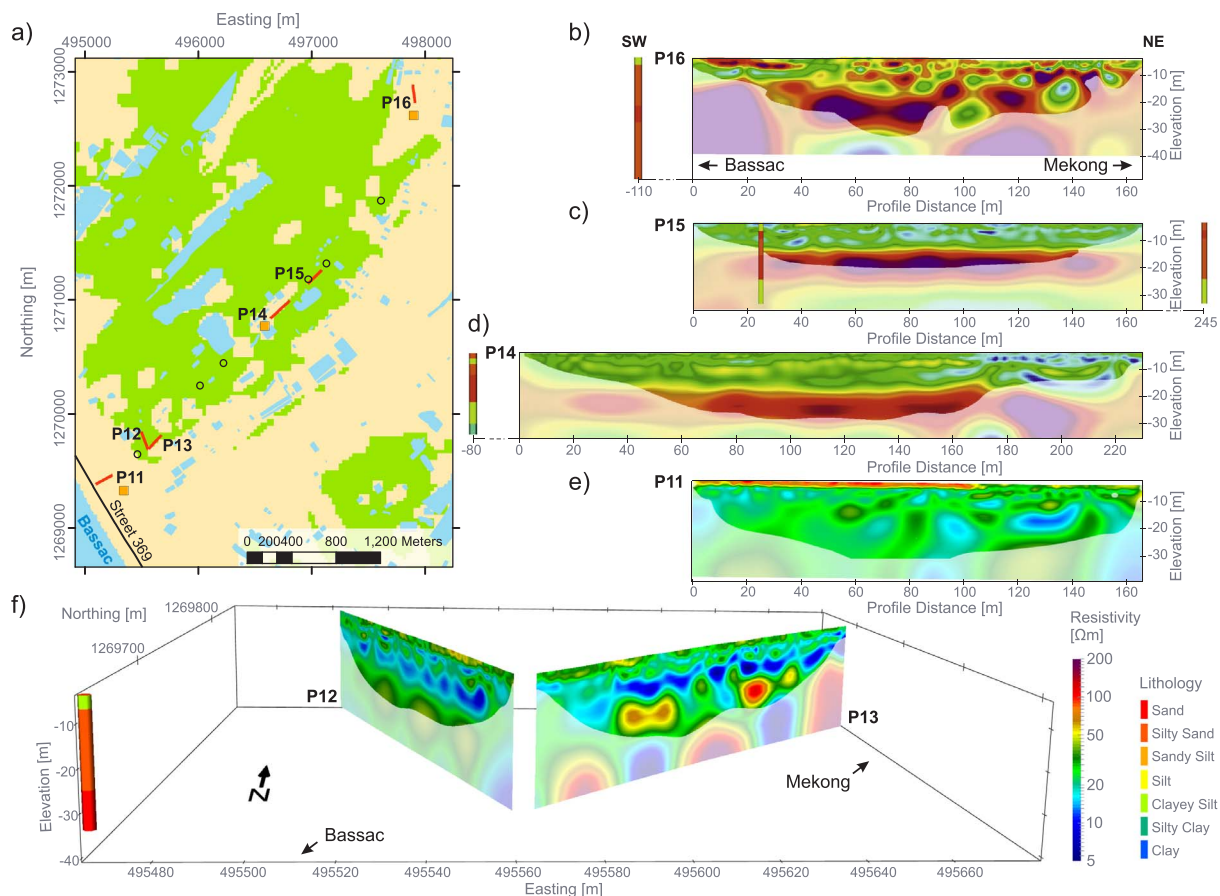 a)
Easting [m]
495000
496000
497000
498000
Northing [m]
1273000
1272000
1271000
1270000
1269000
P16
P15
P14
P12
P13
P11
Street 369
Bassac
0 200400 800 1,200 Meters
b)
SW
NE
P16
-10
-20
-30
-40
Elevation [m]
Bassac
Mekong
-110
0 20 40 60 80 100 120 140 160
Profile Distance [m]
c)
P15
-10
-20
-30
Elevation [m]
0 20 40 60 80 100 120 140 160
245
Profile Distance [m]
d)
P14
-10
-20
-30
Elevation [m]
-80
0 20 40 60 80 100 120 140 160 180 200 220
Profile Distance [m]
e)
P11
-10
-20
-30
Elevation [m]
0 20 40 60 80 100 120 140 160
Profile Distance [m]
f)
Northing [m]
1269800
1269700
P12
P13
-10
-20
-30
-40
Elevation [m]
N
Bassac
Mekong
495480 495500 495520 495540 495560 495580 495600 495620 495640 495660
Easting [m]
Resistivity
[Ωm]
200
100
50
20
10
5
Lithology
Sand
Silty Sand
Sandy Silt
Silt
Clayey Silt
Silty Clay
Clay